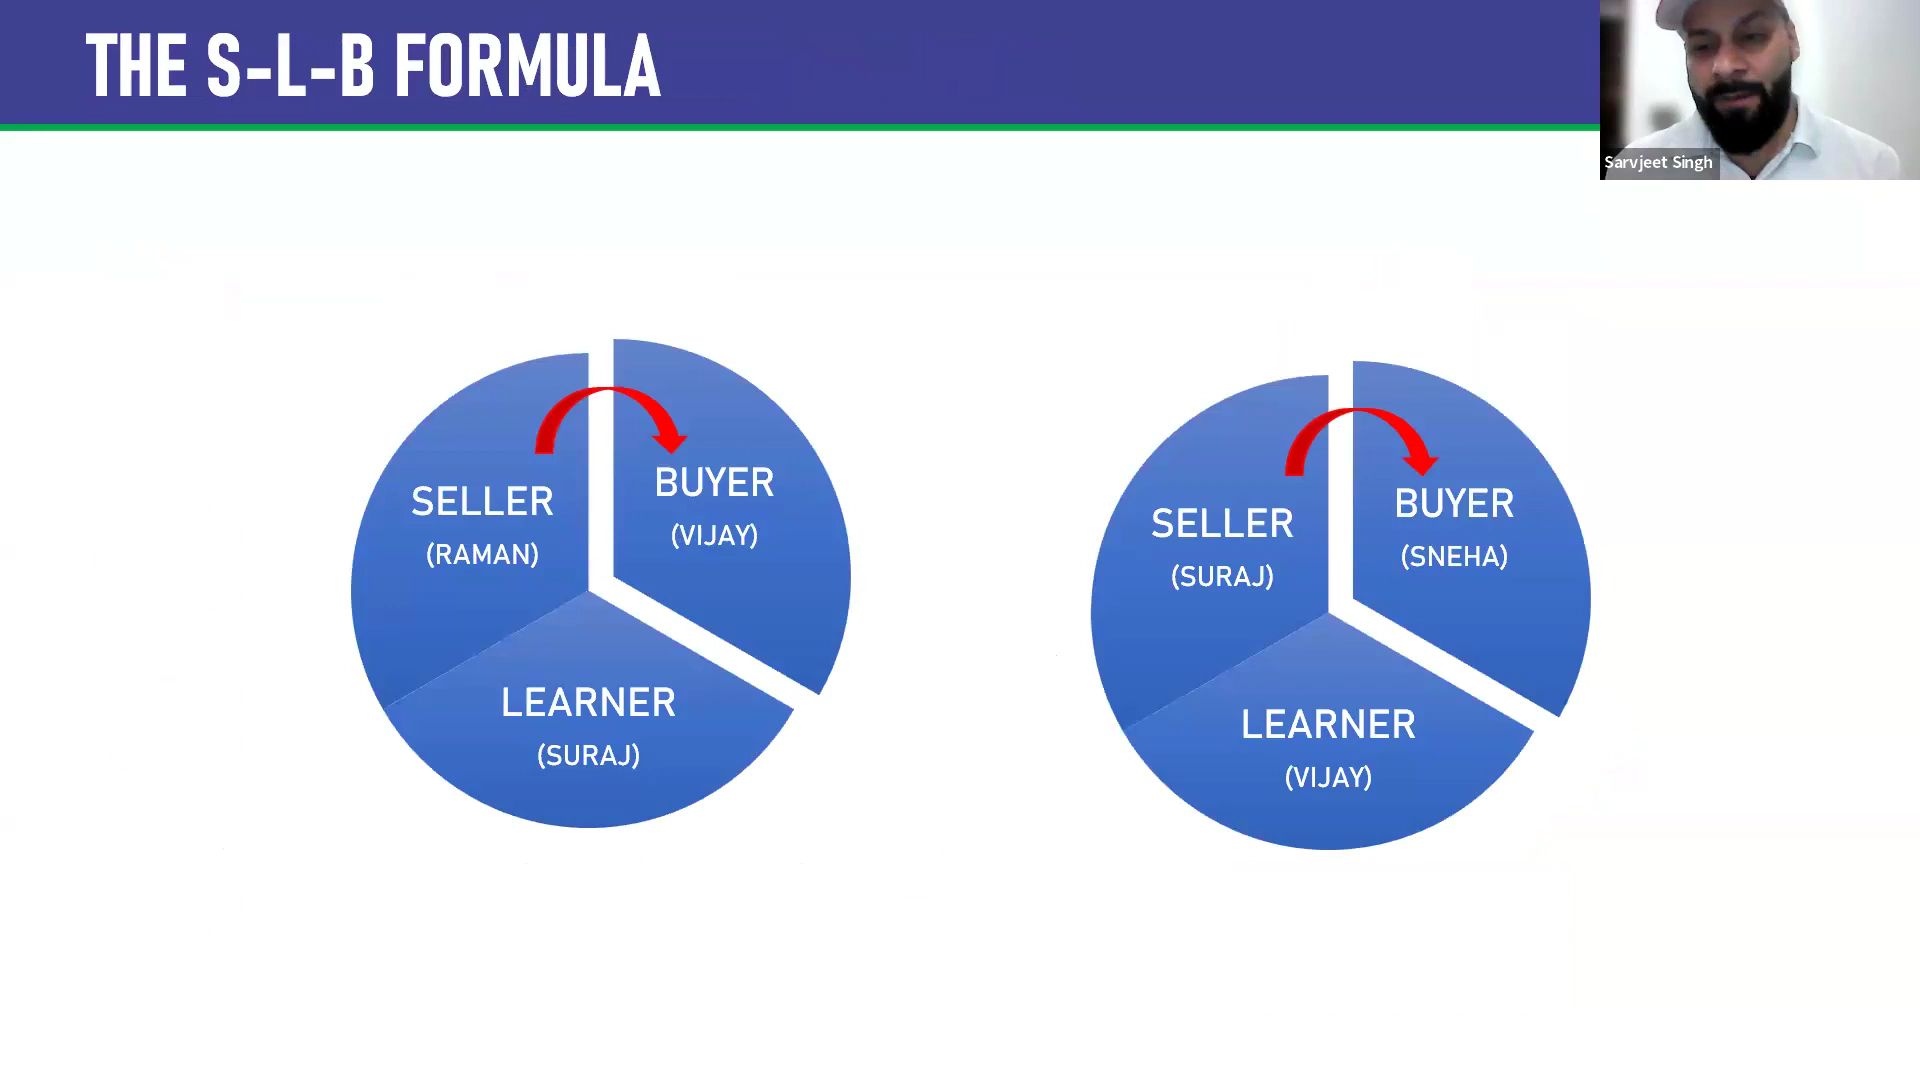 THE S-L-B FORMULA
Sarvjeet Singh
SELLER
(RAMAN)
BUYER
(VIJAY)
LEARNER
(SURAJ)
SELLER
(SURAJ)
BUYER
(SNEHA)
LEARNER
(VIJAY)